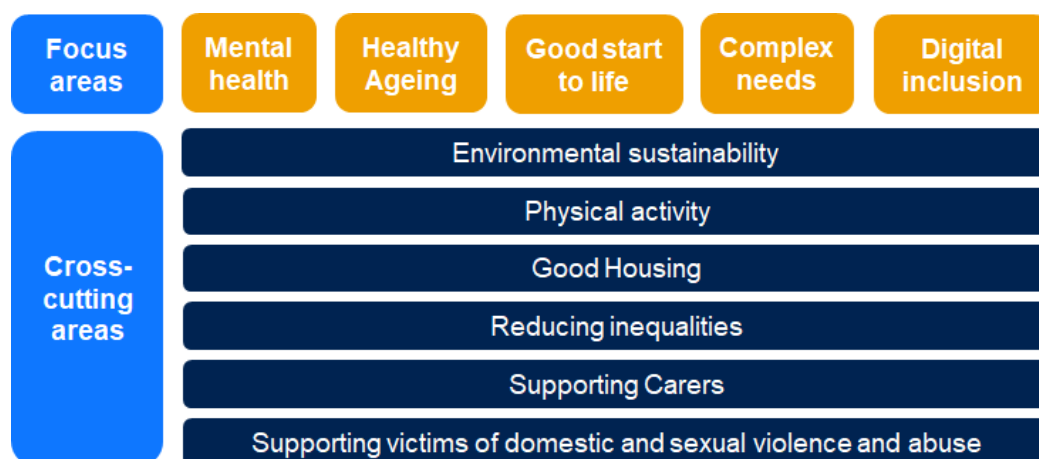 Focus
areas
Mental
health
Healthy
Ageing
Good start
to life
Complex
needs
Digital
inclusion
Cross-
cutting
areas
Environmental sustainability
Physical activity
Good Housing
Reducing inequalities
Supporting Carers
Supporting victims of domestic and sexual violence and abuse